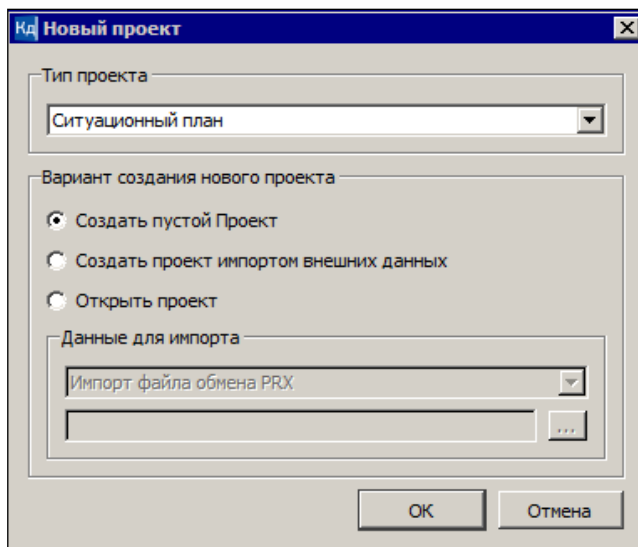 Кд Новый проект
Тип проекта
Ситуационный план
Вариант создания нового проекта
Создать пустой Проект
Создать проект импортом внешних данных
Открыть проект
Данные для импорта
Импорт файла обмена PRX
...
ОК Отмена